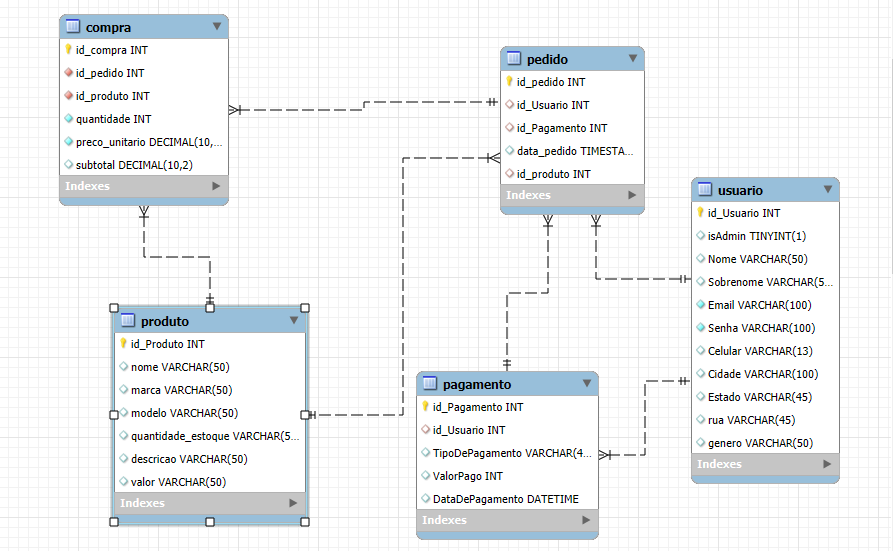 compra
id_compra INT
id_pedido INT
id_produto INT
quantidade INT
preco_unitario DECIMAL(10,...
subtotal DECIMAL(10,2)
Indexes
pedido
id_pedido INT
id_Usuario INT
id_Pagamento INT
data_pedido TIMESTA...
id_produto INT
Indexes
usuario
id_Usuario INT
isAdmin TINYINT(1)
Nome VARCHAR(50)
Sobrenome VARCHAR(5...
Email VARCHAR(100)
Senha VARCHAR(100)
Celular VARCHAR(13)
Cidade VARCHAR(100)
Estado VARCHAR(45)
rua VARCHAR(45)
genero VARCHAR(50)
Indexes
produto
id_Produto INT
nome VARCHAR(50)
marca VARCHAR(50)
modelo VARCHAR(50)
quantidade_estoque VARCHAR(5...
descricao VARCHAR(50)
valor VARCHAR(50)
Indexes
pagamento
id_Pagamento INT
id_Usuario INT
TipoDePagamento VARCHAR(4...
ValorPago INT
DataDePagamento DATETIME
Indexes